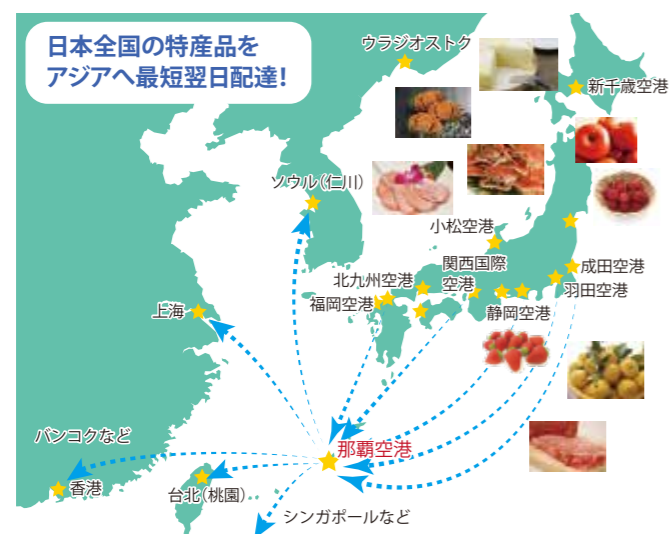 日本全国の特産品を
アジアへ最短翌日配達!
ウラジオストク
新千歳空港
ソウル(仁川)
小松空港
関西国際
空港
成田空港
北九州空港
羽田空港
福岡空港
静岡空港
上海
バンコクなど
那覇空港
香港
台北(桃園)
シンガポールなど